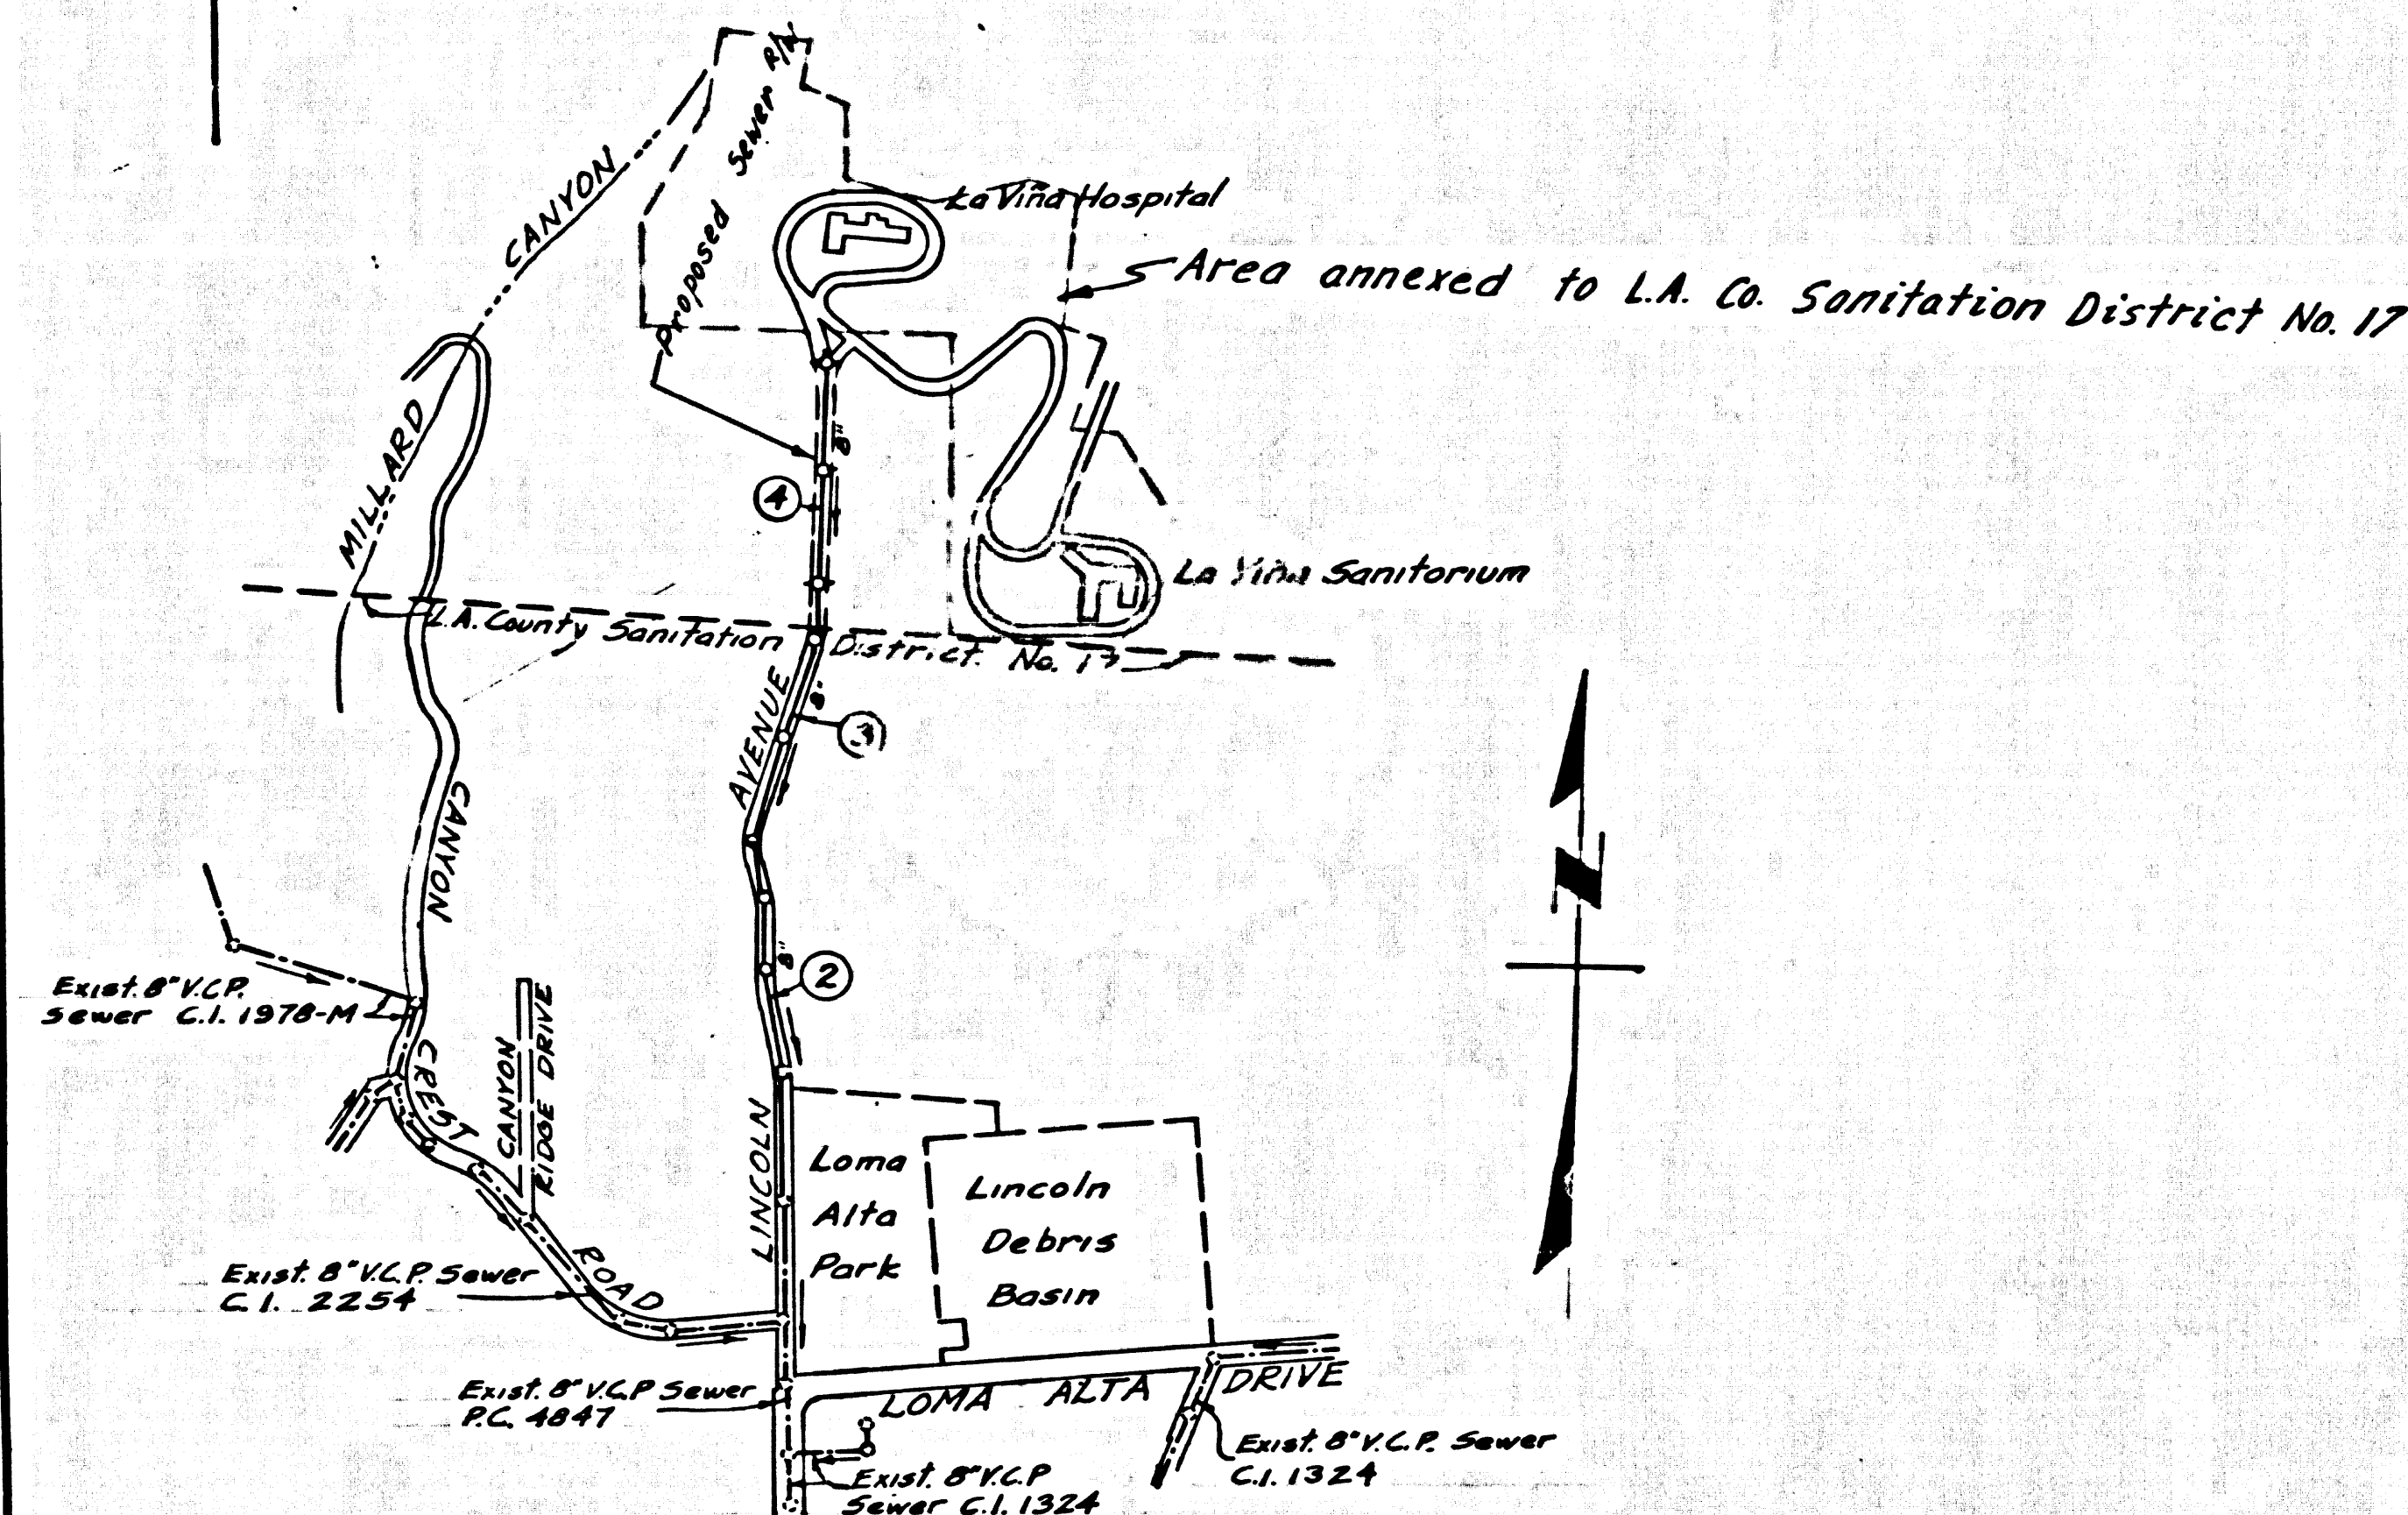 Proposed Sewer R/W
CANYON
La Viña Hospital
Area annexed to L.A. Co. Sanitation District No. 17
MILLARD
8"
4
La Viña Sanitorium
L.A. County Sanitation District No. 17
8"
AVENUE
3
CANYON
N
8"
2
Exist. 8" V.C.P.
Sewer C.I. 1978-M
CREST
CANYON
RIDGE DRIVE
LINCOLN
Loma
Alta
Park
Lincoln
Debris
Basin
ROAD
Exist. 8" V.C.P. Sewer
C.I. 2254
Exist. 8" V.C.P Sewer
P.C. 4847
LOMA ALTA DRIVE
Exist. 8" V.C.P. Sewer
C.I. 1324
Exist. 8" V.C.P
Sewer C.I. 1324